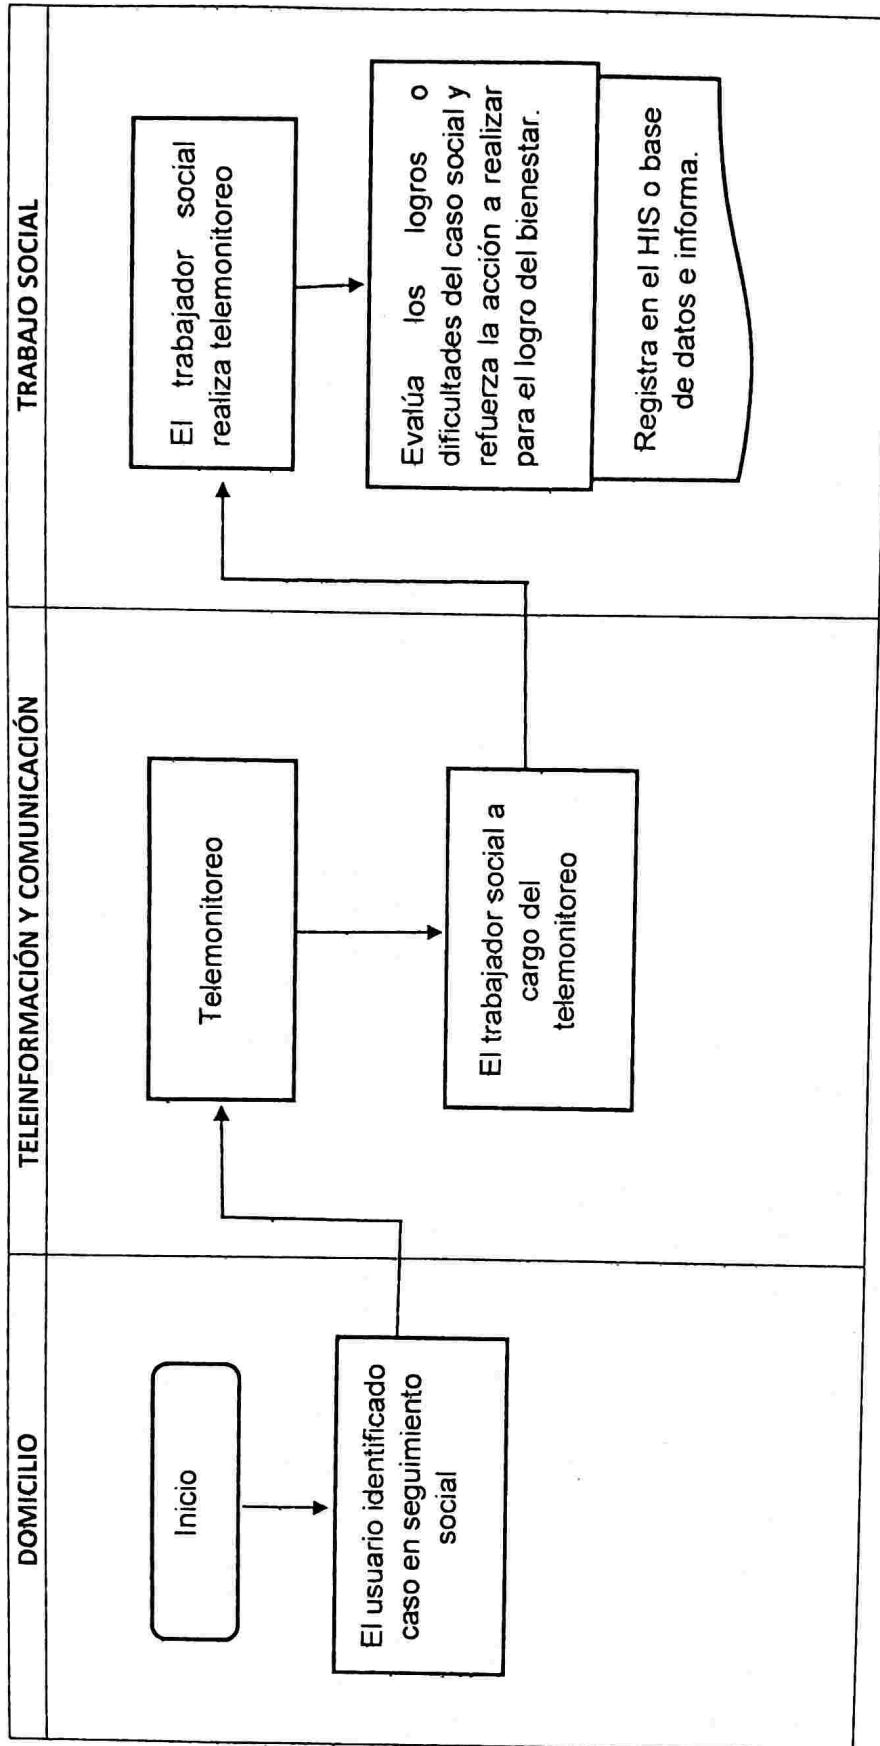 DOMICILIO
Inicio
El usuario identificado
caso en seguimiento
social
TELEINFORMACIÓN Y COMUNICACIÓN
Telemonitoreo
El trabajador social a
cargo del
telemonitoreo
TRABAJO SOCIAL
El trabajador social
realiza telemonitoreo
Evalúa los logros o
dificultades del caso social y
refuerza la acción a realizar
para el logro del bienestar.
Registra en el HIS o base
de datos e informa.